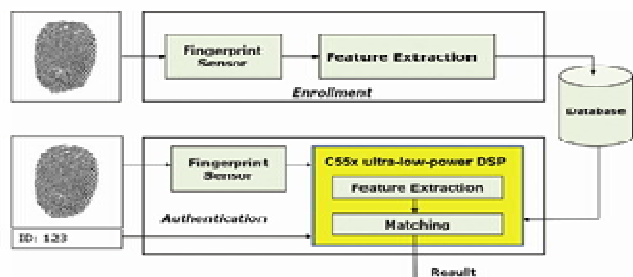 Fingerprint
Sensor
Feature Extraction
Enrollment
Database
Fingerprint
Sensor
C55x ultra-low-power DSP
Feature Extraction
Matching
Authentication
ID: 123
Result